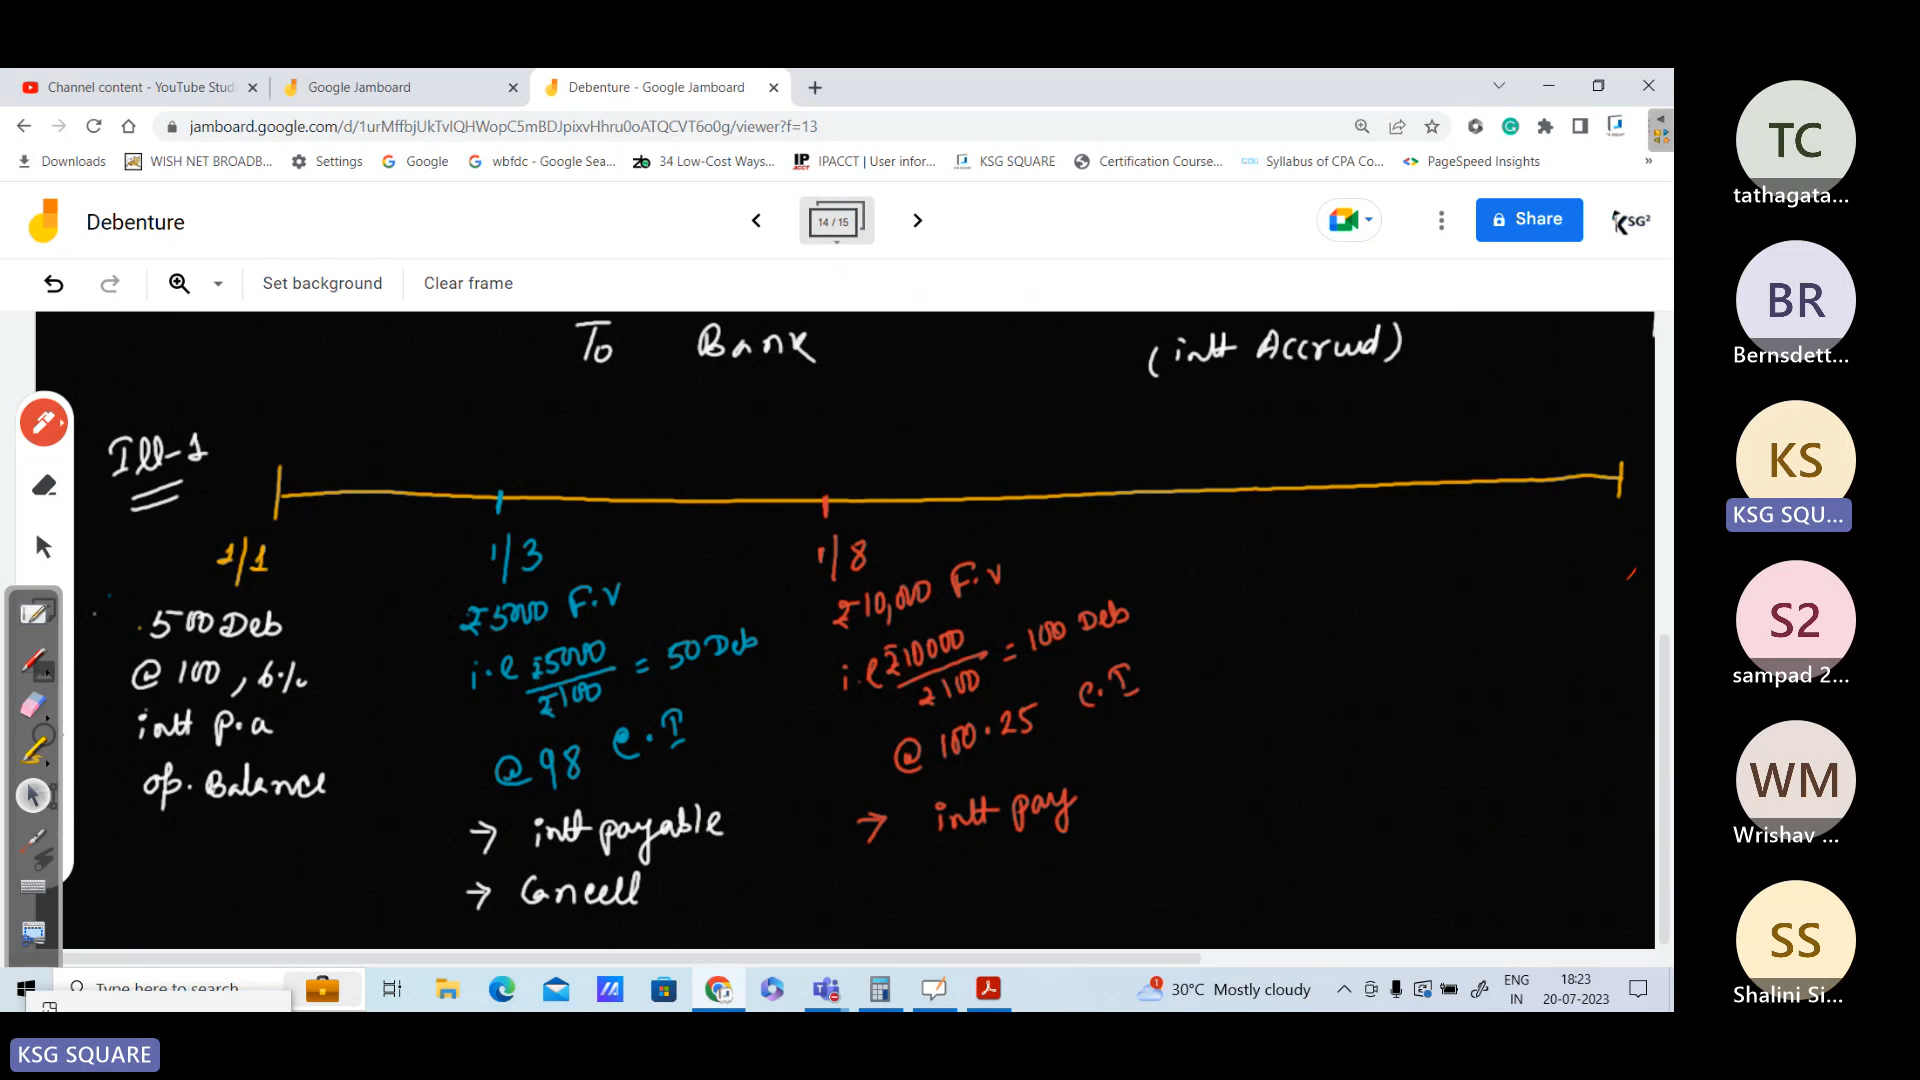 Channel content - YouTube Studi
Google Jamboard
Debenture - Google Jamboard
jamboard.google.com/d/1urMffbjUkTvIQHWopC5mBDJpixvHhru0oATQCVT6o0g/viewer?f=13
Downloads
WISH NET BROADB...
Settings
Google
wbfdc - Google Sea...
34 Low-Cost Ways...
IPACCT | User infor...
KSG SQUARE
Certification Course...
Syllabus of CPA Co...
PageSpeed Insights
»
Debenture
14 / 15
Share
KSG²
Set background
Clear frame
To Bank (intt Accrued)
Ill-1
1/1
500 Deb
@ 100, 6%
intt p.a
op. Balance
1/3
₹5000 F.V
i.e ₹5000 / ₹100 = 50 Deb
@ 98 C.I
→ intt payable
→ Cancell
1/8
₹10,000 F.V
i.e ₹10000 / ₹100 = 100 Deb
@ 100.25 C.I
→ intt pay
Type here to search
30°C Mostly cloudy
ENG
IN
18:23
20-07-2023
TC
tathagata...
BR
Bernsdett...
KS
KSG SQU...
S2
sampad 2...
WM
Wrishav ...
SS
Shalini Si...
KSG SQUARE